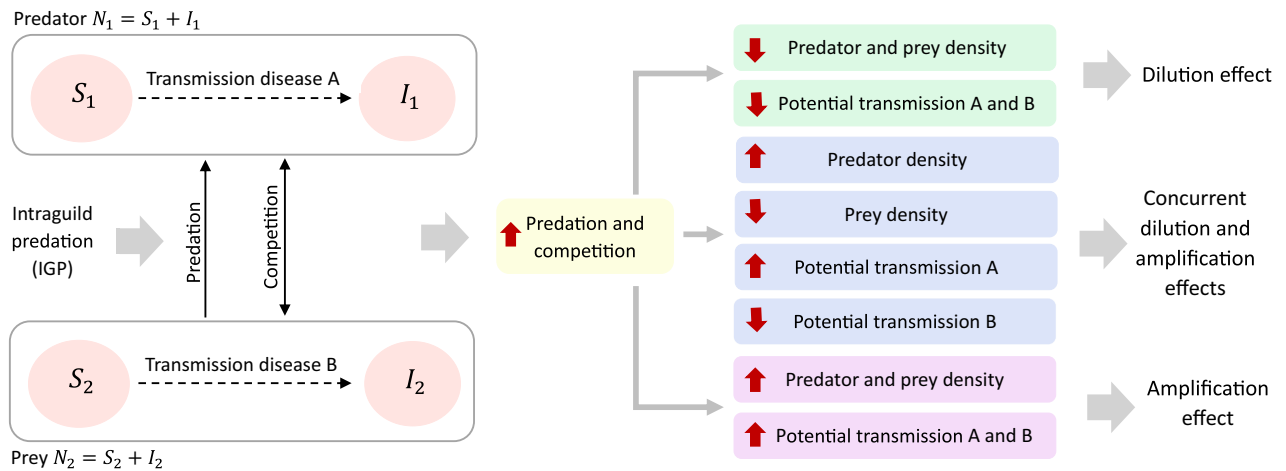 Predator N₁ = S₁ + I₁
S₁
Transmission disease A
I₁
Intraguild
predation
(IGP)
Predation
Competition
S₂
Transmission disease B
I₂
Prey N₂ = S₂ + I₂
Predation and
competition
Predator and prey density
Potential transmission A and B
Predator density
Prey density
Potential transmission A
Potential transmission B
Predator and prey density
Potential transmission A and B
Dilution effect
Concurrent
dilution and
amplification
effects
Amplification
effect